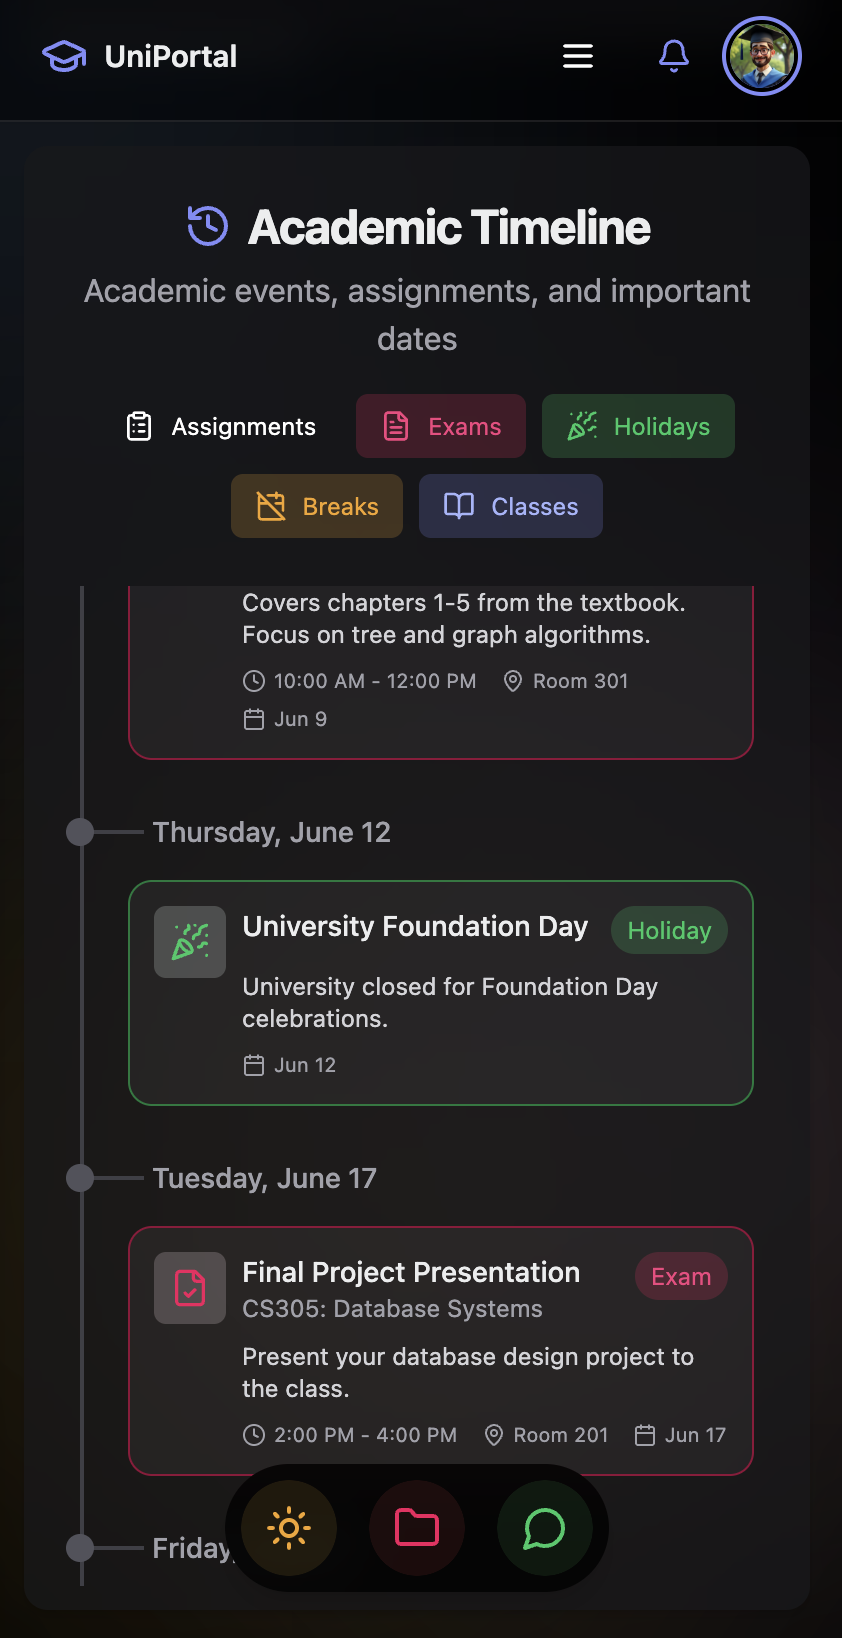 UniPortal
Academic Timeline
Academic events, assignments, and important
dates
Assignments
Exams
Holidays
Breaks
Classes
Covers chapters 1-5 from the textbook.
Focus on tree and graph algorithms.
10:00 AM - 12:00 PM
Room 301
Jun 9
Thursday, June 12
University Foundation Day
Holiday
University closed for Foundation Day
celebrations.
Jun 12
Tuesday, June 17
Final Project Presentation
Exam
CS305: Database Systems
Present your database design project to
the class.
2:00 PM - 4:00 PM
Room 201
Jun 17
Friday,